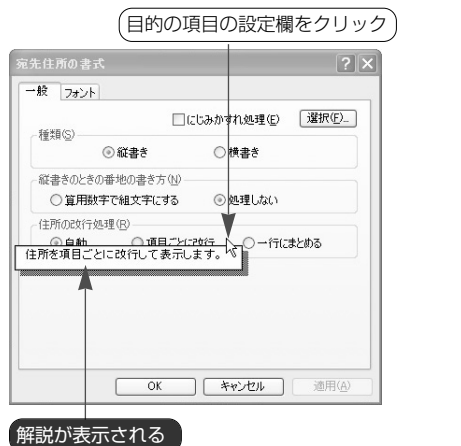 目的の項目の設定欄をクリック
宛先住所の書式
一般 フォント
にじみかすれ処理(E) 選択(F)...
種類(S)
縦書き 横書き
縦書きのときの番地の書き方(N)
算用数字で組文字にする 処理しない
住所の改行処理(R)
自動 項目ごとに改行 一行にまとめる
住所を項目ごとに改行して表示します。
OK キャンセル 適用(A)
解説が表示される